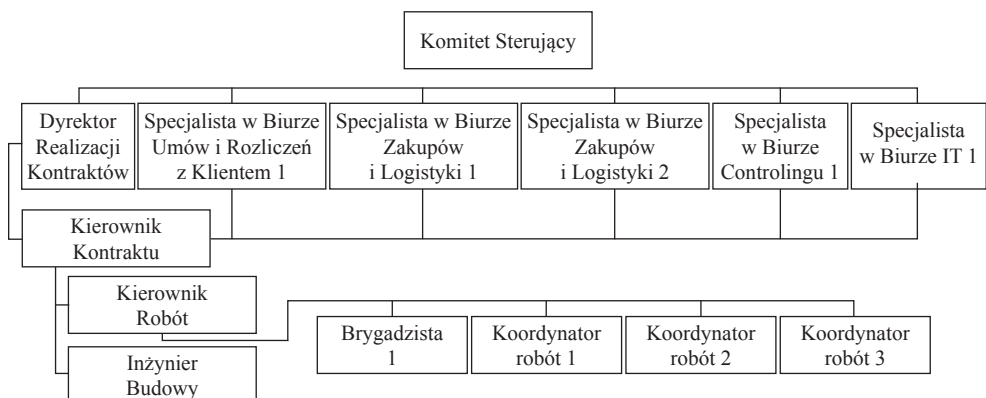 Komitet Sterujący
Dyrektor
Realizacji
Kontraktów
Specjalista w Biurze
Umów i Rozliczeń
z Klientem 1
Specjalista w Biurze
Zakupów
i Logistyki 1
Specjalista w Biurze
Zakupów
i Logistyki 2
Specjalista
w Biurze
Controlingu 1
Specjalista
w Biurze IT 1
Kierownik
Kontraktu
Kierownik
Robót
Brygadzista
1
Koordynator
robót 1
Koordynator
robót 2
Koordynator
robót 3
Inżynier
Budowy